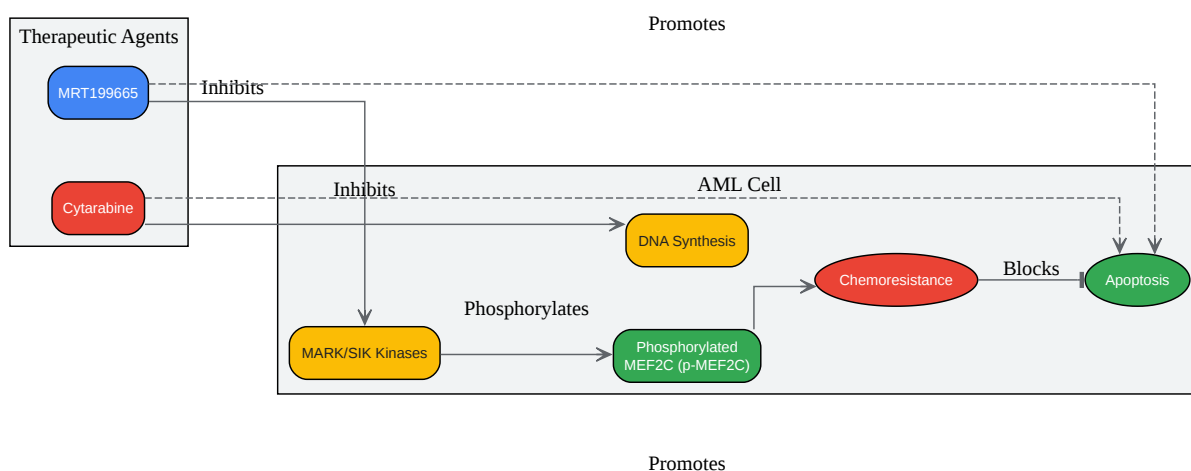 Promotes
Therapeutic Agents
MRT199665
Inhibits
AML Cell
Inhibits
Cytarabine
DNA Synthesis
Blocks
Chemoresistance
Apoptosis
Phosphorylates
MARK/SIK Kinases
Phosphorylated
MEF2C (p-MEF2C)
Promotes